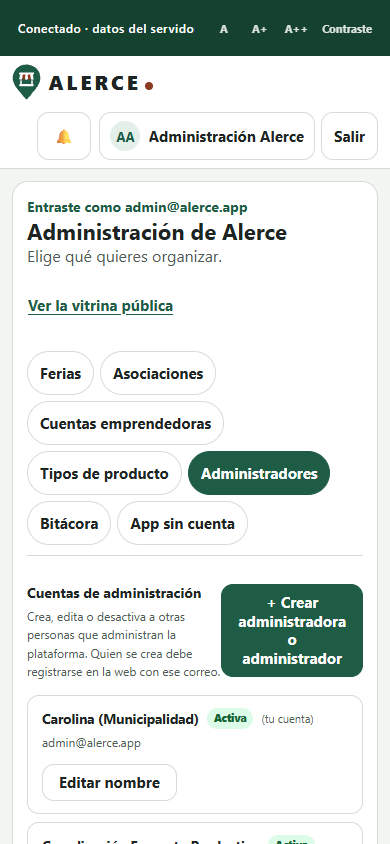 Conectado · datos del servido A A+ A++ Contraste
ALERCE
AA Administración Alerce Salir
Entraste como admin@alerce.app
Administración de Alerce
Elige qué quieres organizar.
Ver la vitrina pública
Ferias Asociaciones
Cuentas emprendedoras
Tipos de producto Administradores
Bitácora App sin cuenta
Cuentas de administración
Crea, edita o desactiva a otras
personas que administran la
plataforma. Quien se crea debe
registrarse en la web con ese correo.
+ Crear
administradora
o
administrador
Carolina (Municipalidad) Activa (tu cuenta)
admin@alerce.app
Editar nombre